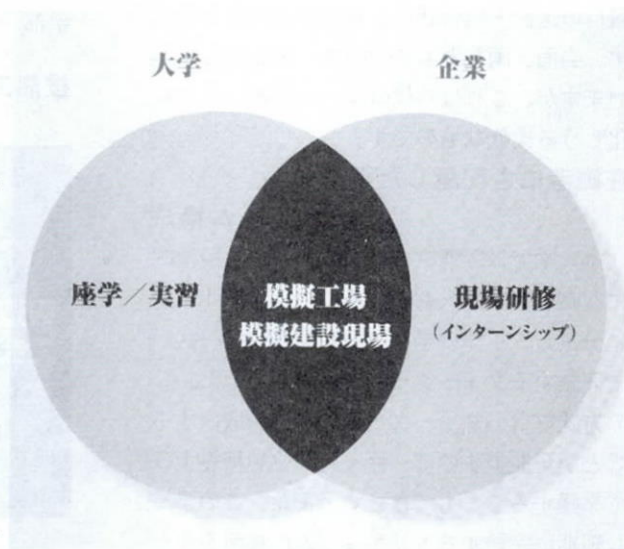 大学
企業
座学／実習
模擬工場
模擬建設現場
現場研修
(インターンシップ)